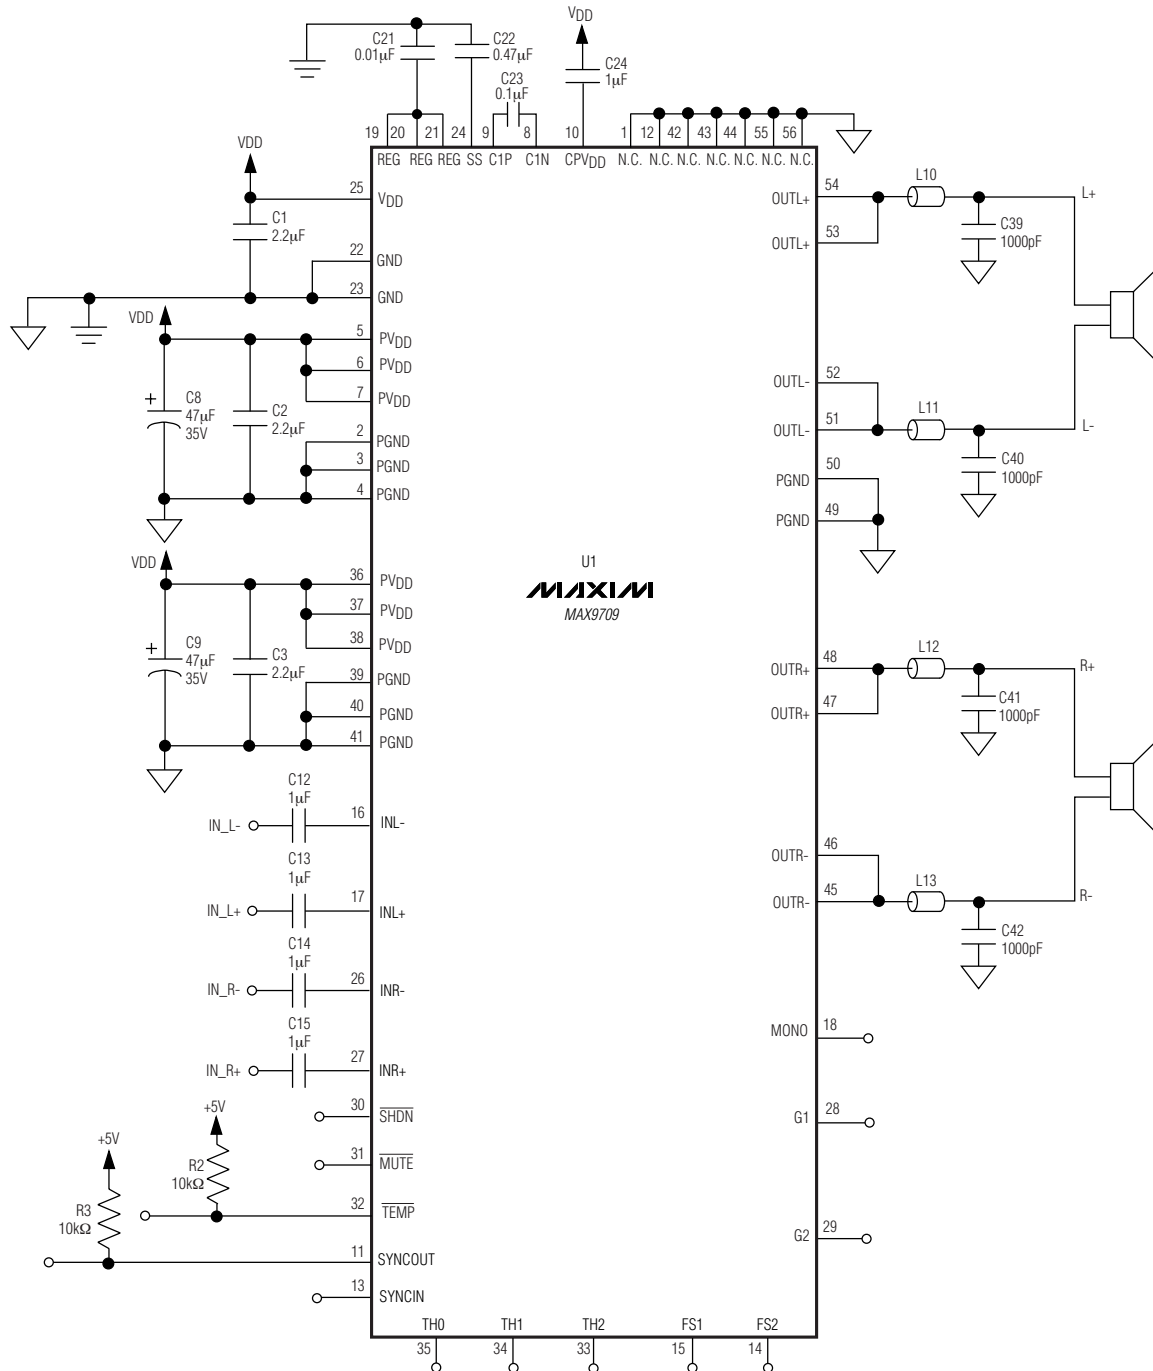 VDD
C21
0.01µF
C22
0.47µF
C23
0.1µF
C24
1µF
19 20 21 24 9 8 10 1 12 42 43 44 55 56
REG REG REG SS C1P C1N CPVDD N.C. N.C. N.C. N.C. N.C. N.C. N.C.
VDD
25
VDD
C1
2.2µF
22
GND
23
GND
VDD
5
PVDD
6
PVDD
7
PVDD
+
C8
47µF
35V
C2
2.2µF
2
PGND
3
PGND
4
PGND
VDD
36
PVDD
37
PVDD
38
PVDD
+
C9
47µF
35V
C3
2.2µF
39
PGND
40
PGND
41
PGND
C12
1µF
IN_L-
16
INL-
C13
1µF
IN_L+
17
INL+
C14
1µF
IN_R-
26
INR-
C15
1µF
IN_R+
27
INR+
30
SHDN
31
MUTE
+5V
R2
10kΩ
32
TEMP
+5V
R3
10kΩ
11
SYNCOUT
13
SYNCIN
U1
MAXIM
MAX9709
OUTL+
54
L10
L+
OUTL+
53
C39
1000pF
OUTL-
52
OUTL-
51
L11
L-
C40
1000pF
PGND
50
PGND
49
OUTR+
48
L12
R+
OUTR+
47
C41
1000pF
OUTR-
46
OUTR-
45
L13
R-
C42
1000pF
MONO
18
G1
28
G2
29
TH0 TH1 TH2 FS1 FS2
35 34 33 15 14